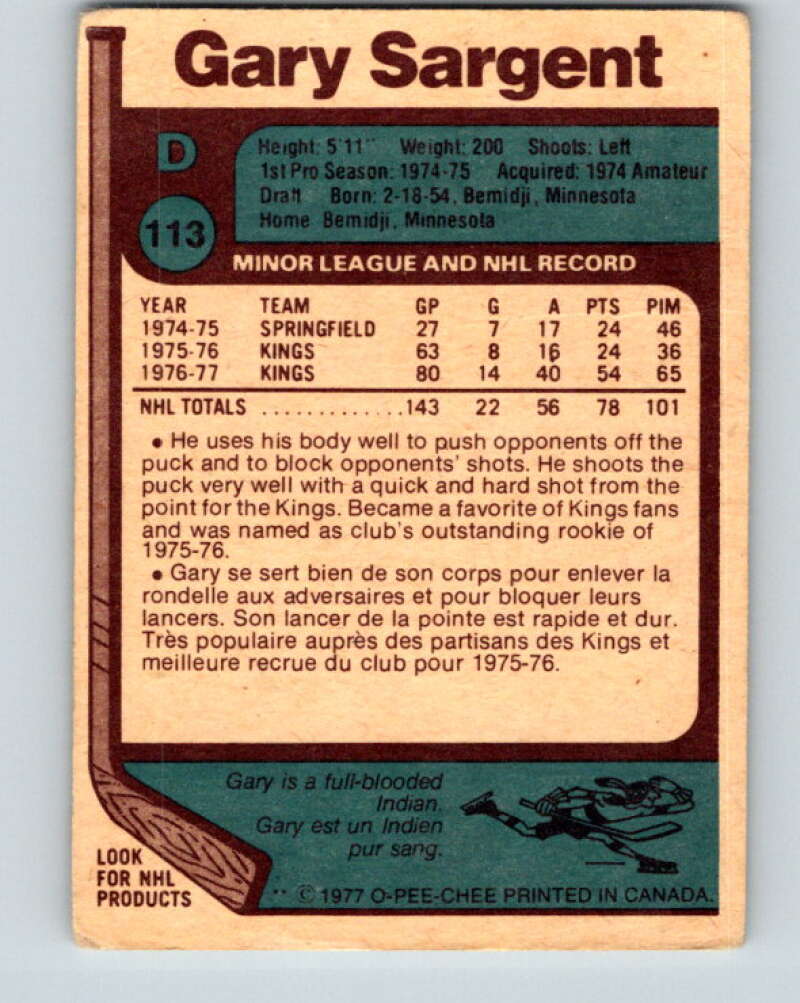 Gary Sargent
D
113
Height: 5'11" Weight: 200 Shoots: Left
1st Pro Season: 1974-75 Acquired: 1974 Amateur
Draft Born: 2-18-54, Bemidji, Minnesota
Home Bemidji, Minnesota
MINOR LEAGUE AND NHL RECORD
YEAR TEAM GP G A PTS PIM
1974-75 SPRINGFIELD 27 7 17 24 46
1975-76 KINGS 63 8 16 24 36
1976-77 KINGS 80 14 40 54 65
NHL TOTALS .............143 22 56 78 101
• He uses his body well to push opponents off the
puck and to block opponents' shots. He shoots the
puck very well with a quick and hard shot from the
point for the Kings. Became a favorite of Kings fans
and was named as club's outstanding rookie of
1975-76.
• Gary se sert bien de son corps pour enlever la
rondelle aux adversaires et pour bloquer leurs
lancers. Son lancer de la pointe est rapide et dur.
Très populaire auprès des partisans des Kings et
meilleure recrue du club pour 1975-76.
Gary is a full-blooded
Indian.
Gary est un Indien
pur sang.
LOOK
FOR NHL
PRODUCTS
** © 1977 O-PEE-CHEE PRINTED IN CANADA.